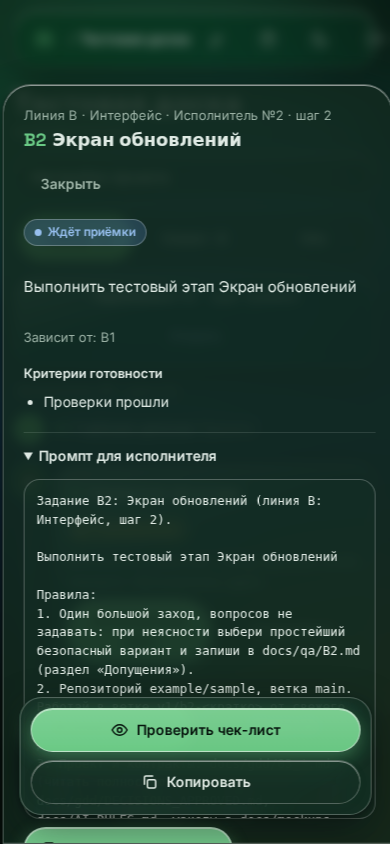 Линия B · Интерфейс · Исполнитель №2 · шаг 2
B2 Экран обновлений
Закрыть
Ждёт приёмки
Выполнить тестовый этап Экран обновлений
Зависит от: B1
Критерии готовности
• Проверки прошли
▼ Промпт для исполнителя
Задание B2: Экран обновлений (линия B:
Интерфейс, шаг 2).
Выполнить тестовый этап Экран обновлений
Правила:
1. Один большой заход, вопросов не
задавать: при неясности выбери простейший
безопасный вариант и запиши в docs/qa/B2.md
(раздел «Допущения»).
2. Репозиторий example/sample, ветка main.
Проверить чек-лист
Копировать